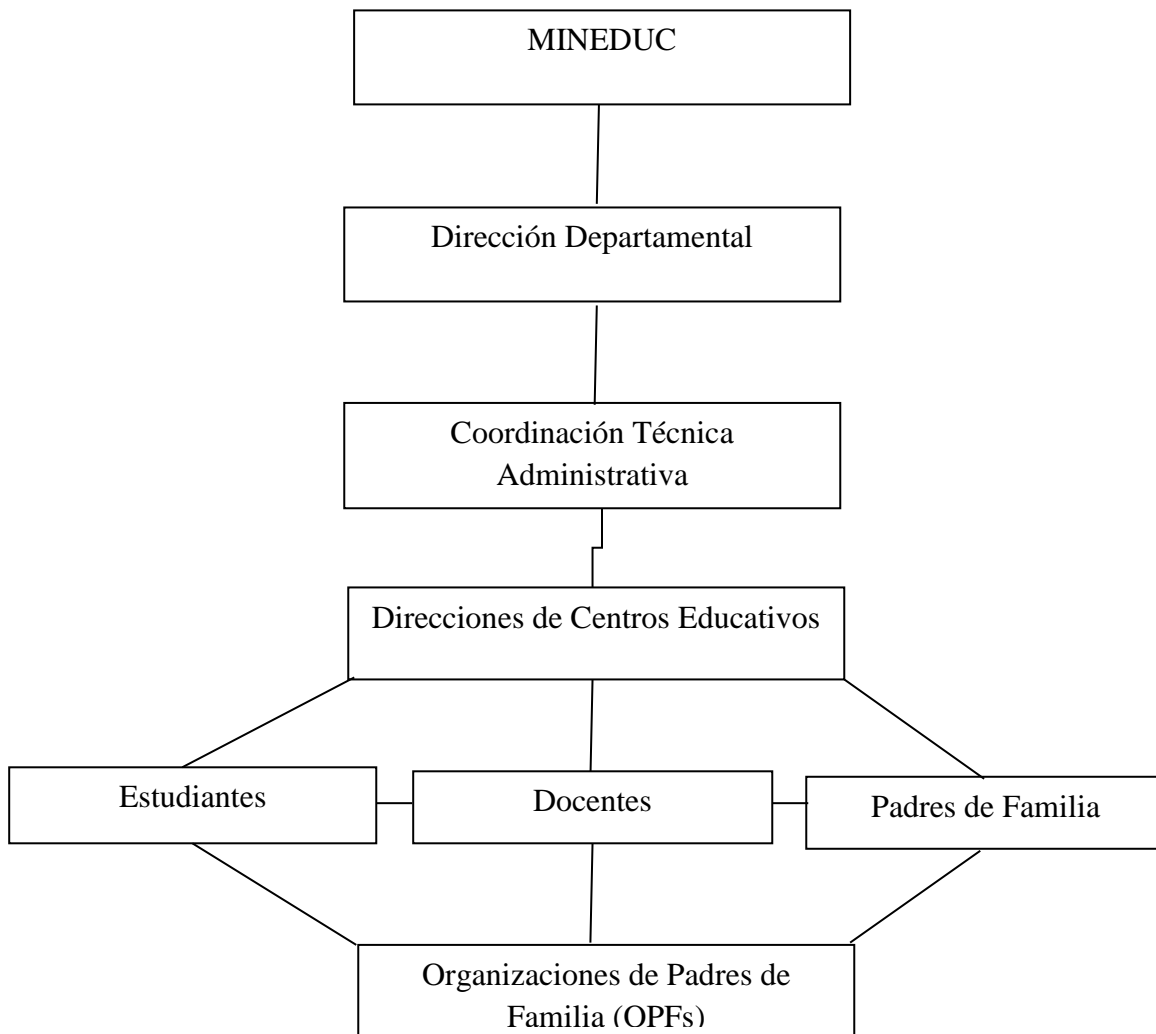 MINEDUC
Dirección Departamental
Coordinación Técnica
Administrativa
Direcciones de Centros Educativos
Estudiantes
Docentes
Padres de Familia
Organizaciones de Padres de
Familia (OPFs)